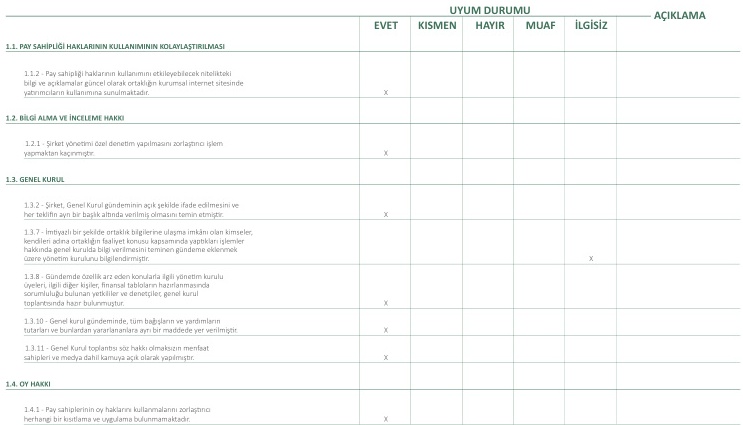 UYUM DURUMU
AÇIKLAMA
EVET KISMEN HAYIR MUAF İLGİSİZ
1.1. PAY SAHİPLİĞİ HAKLARININ KULLANIMININ KOLAYLAŞTIRILMASI
1.1.2 - Pay sahipliği haklarının kullanımını etkileyebilecek nitelikteki
bilgi ve açıklamalar güncel olarak ortaklığın kurumsal internet sitesinde
yatırımcıların kullanımına sunulmaktadır. X
1.2. BİLGİ ALMA VE İNCELEME HAKKI
1.2.1 - Şirket yönetimi özel denetim yapılmasını zorlaştırıcı işlem
yapmaktan kaçınmıştır. X
1.3. GENEL KURUL
1.3.2 - Şirket, Genel Kurul gündeminin açık şekilde ifade edilmesini ve
her teklifin ayrı bir başlık altında verilmiş olmasını temin etmiştir. X
1.3.7 - İmtiyazlı bir şekilde ortaklık bilgilerine ulaşma imkânı olan kimseler,
kendileri adına ortaklığın faaliyet konusu kapsamında yaptıkları işlemler
hakkında genel kurulda bilgi verilmesini teminen gündeme eklenmek
üzere yönetim kurulunu bilgilendirmiştir. X
1.3.8 - Gündemde özellik arz eden konularla ilgili yönetim kurulu
üyeleri, ilgili diğer kişiler, finansal tabloların hazırlanmasında
sorumluluğu bulunan yetkililer ve denetçiler, genel kurul
toplantısında hazır bulunmuştur. X
1.3.10 - Genel kurul gündeminde, tüm bağışların ve yardımların
tutarları ve bunlardan yararlananlara ayrı bir maddede yer verilmiştir. X
1.3.11 - Genel Kurul toplantısı söz hakkı olmaksızın menfaat
sahipleri ve medya dahil kamuya açık olarak yapılmıştır. X
1.4. OY HAKKI
1.4.1 - Pay sahiplerinin oy haklarını kullanmalarını zorlaştırıcı
herhangi bir kısıtlama ve uygulama bulunmamaktadır. X